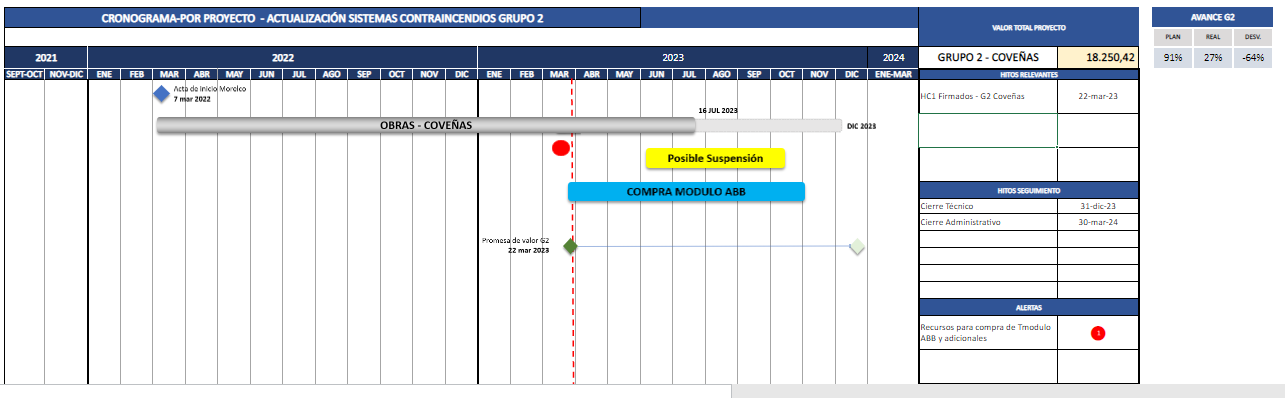 CRONOGRAMA-POR PROYECTO - ACTUALIZACIÓN SISTEMAS CONTRAINCENDIOS GRUPO 2
VALOR TOTAL PROYECTO
AVANCE G2
PLAN REAL DESV.
91% 27% -64%
2021 2022 2023 2024
GRUPO 2 - COVEÑAS 18.250,42
SEPT-OCT NOV-DIC ENE FEB MAR ABR MAY JUN JUL AGO SEP OCT NOV DIC ENE FEB MAR ABR MAY JUN JUL AGO SEP OCT NOV DIC ENE-MAR
HITOS RELEVANTES
Acta de Inicio Morelco
7 mar 2022
HC1 Firmados - G2 Coveñas 22-mar-23
16 JUL 2023
OBRAS - COVEÑAS
DIC 2023
Posible Suspensión
COMPRA MODULO ABB
HITOS SEGUIMIENTO
Cierre Técnico 31-dic-23
Cierre Administrativo 30-mar-24
Promesa de valor G2
22 mar 2023
ALERTAS
Recursos para compra de Tmodulo
ABB y adicionales
1